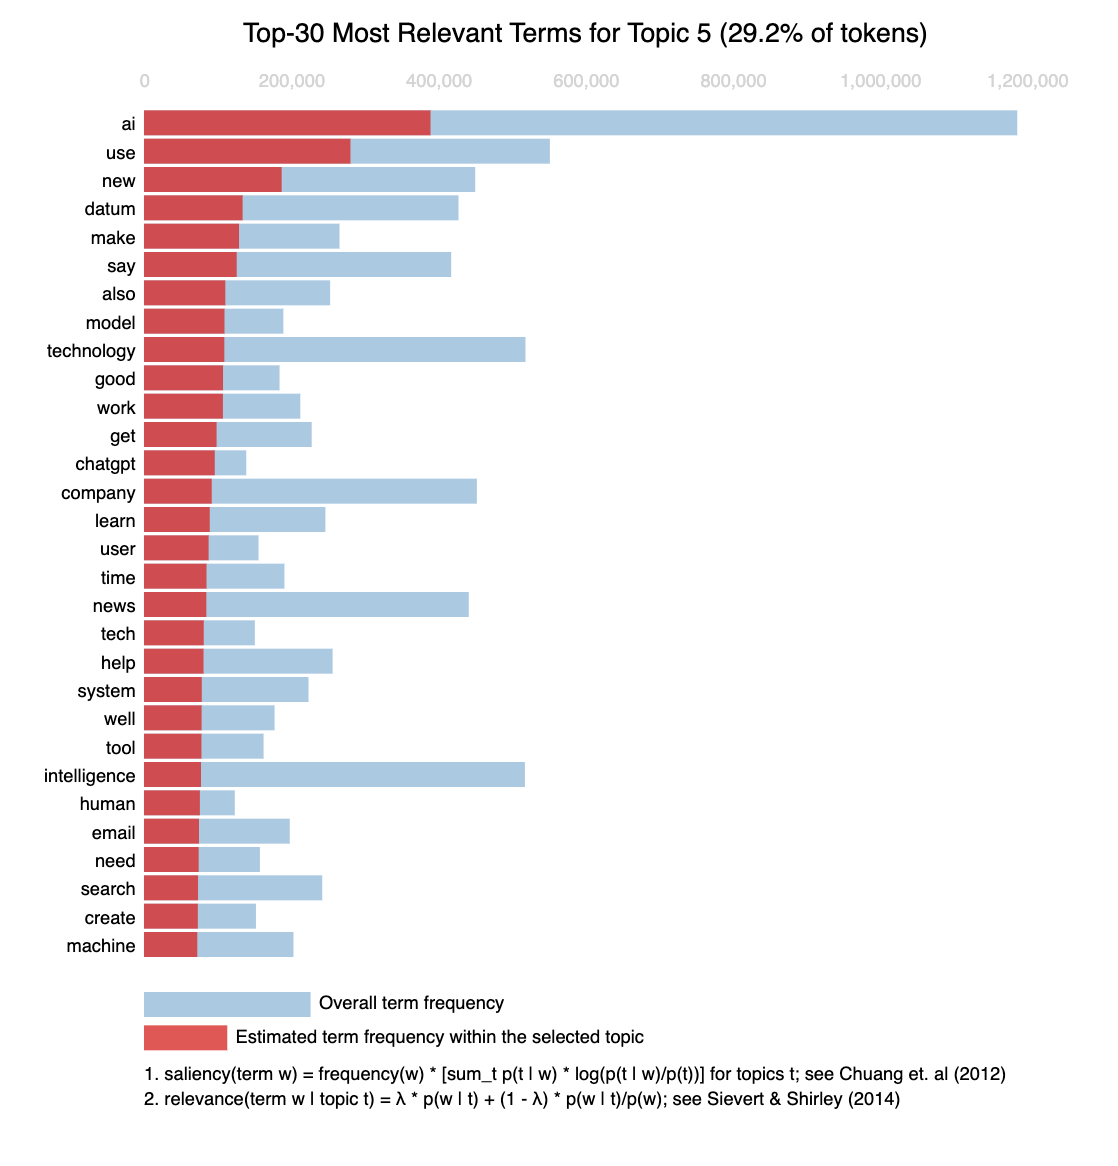 Top-30 Most Relevant Terms for Topic 5 (29.2% of tokens)
0 200,000 400,000 600,000 800,000 1,000,000 1,200,000
ai
use
new
datum
make
say
also
model
technology
good
work
get
chatgpt
company
learn
user
time
news
tech
help
system
well
tool
intelligence
human
email
need
search
create
machine
Overall term frequency
Estimated term frequency within the selected topic
1. saliency(term w) = frequency(w) * [sum_t p(t | w) * log(p(t | w)/p(t))] for topics t; see Chuang et. al (2012)
2. relevance(term w | topic t) = λ * p(w | t) + (1 - λ) * p(w | t)/p(w); see Sievert & Shirley (2014)